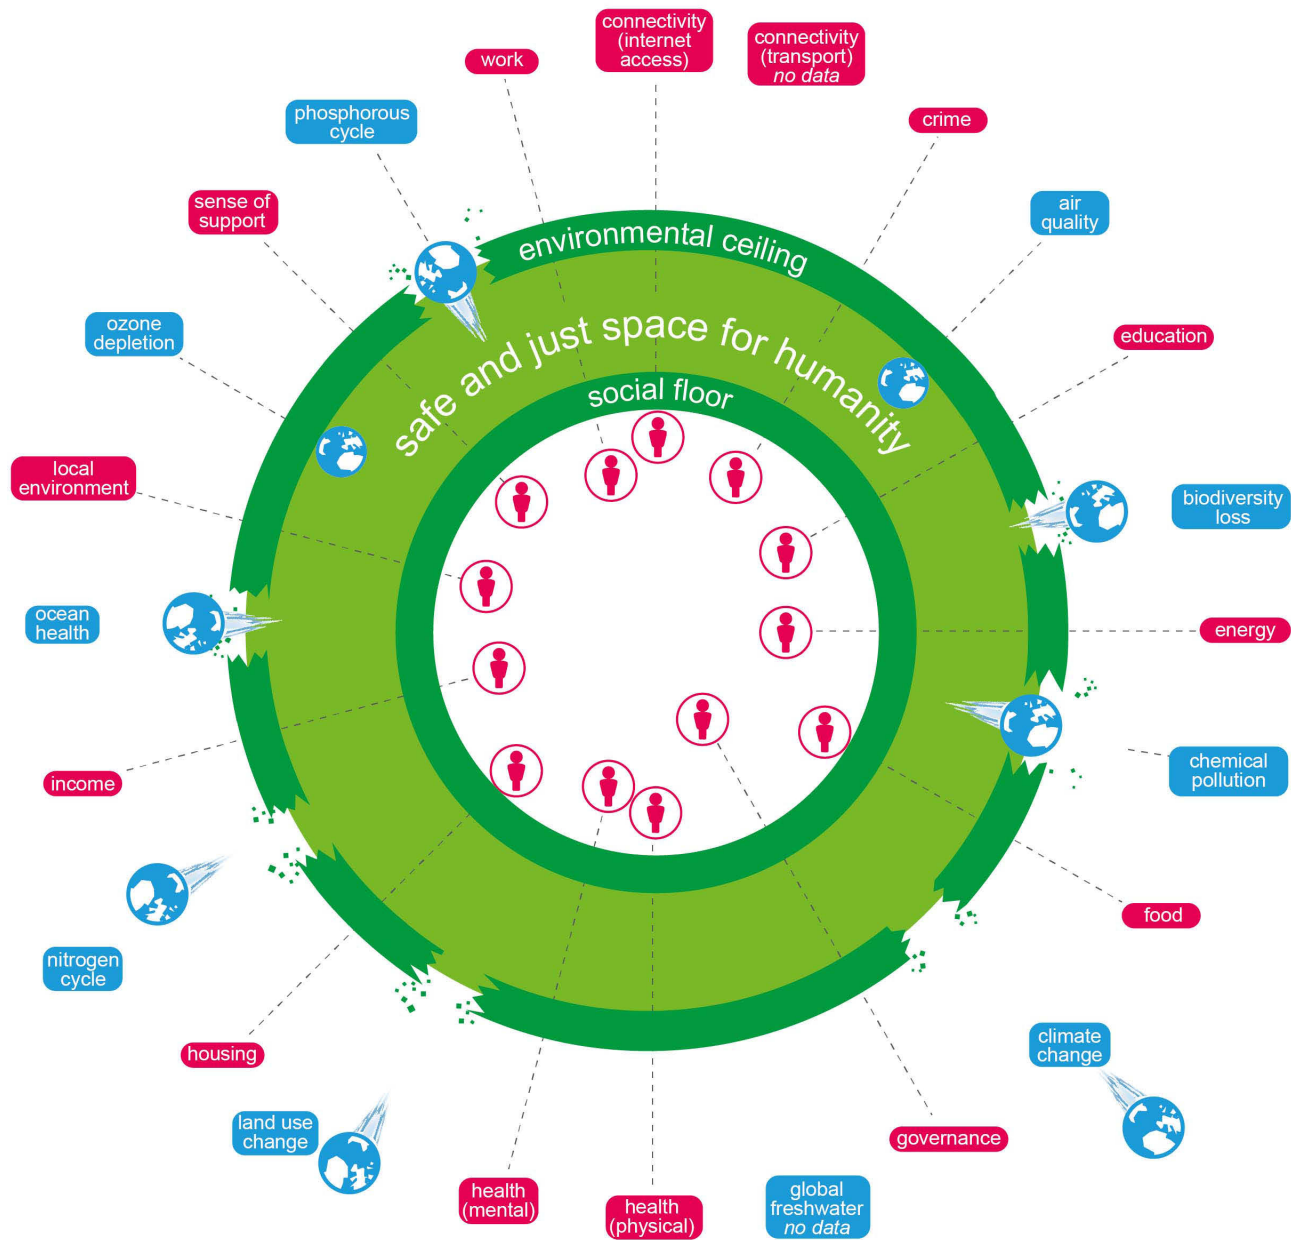 connectivity
(internet
access)
connectivity
(transport)
no data
work
phosphorous
cycle
crime
sense of
support
air
quality
environmental ceiling
ozone
depletion
safe and just space for humanity
education
social floor
local
environment
biodiversity
loss
ocean
health
energy
income
chemical
pollution
nitrogen
cycle
food
housing
climate
change
land use
change
governance
health
(mental)
health
(physical)
global
freshwater
no data